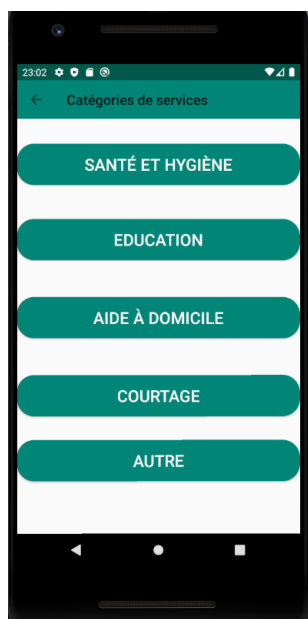 23:02
Catégories de services
SANTÉ ET HYGIÈNE
EDUCATION
AIDE À DOMICILE
COURTAGE
AUTRE